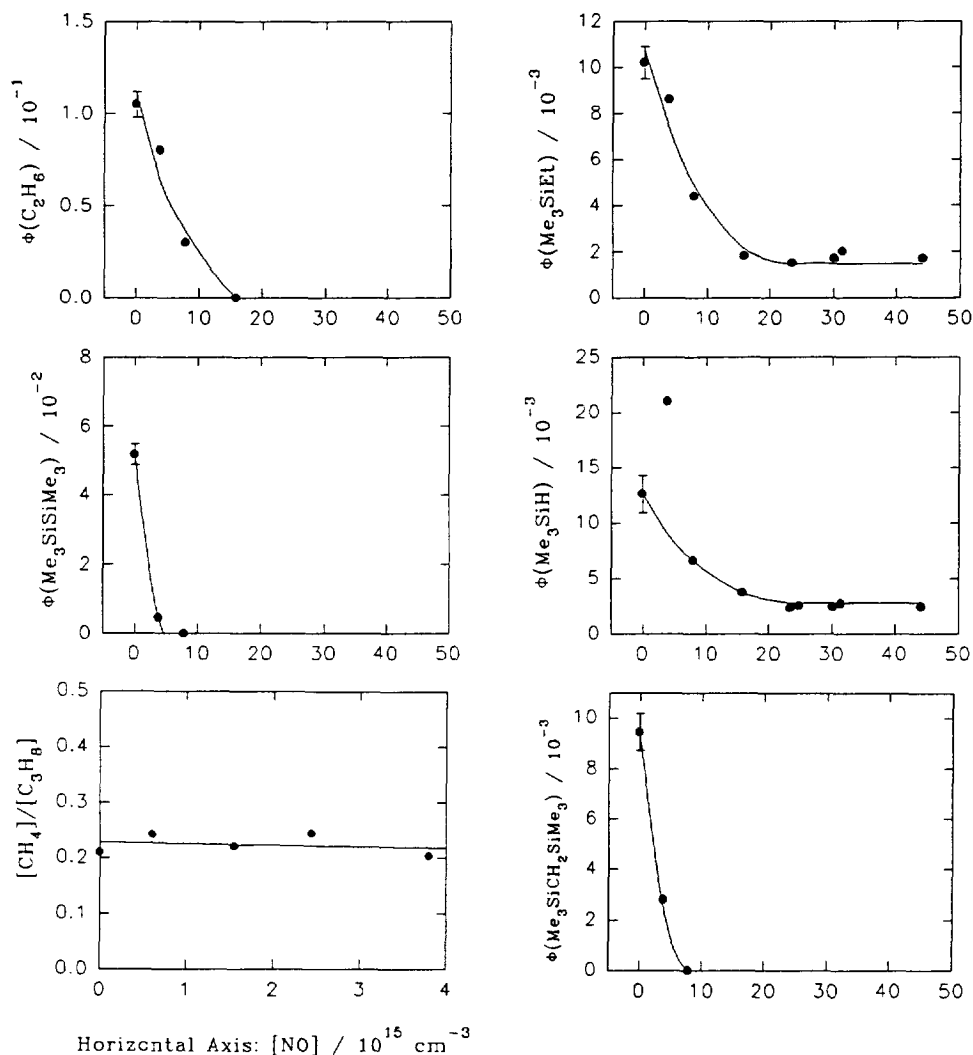 1.5
1.0
0.5
0.0
Φ(C₂H₆) / 10⁻¹
0 10 20 30 40 50
12
10
8
6
4
2
0
Φ(Me₃SiEt) / 10⁻³
0 10 20 30 40 50
8
6
4
2
0
Φ(Me₃SiSiMe₃) / 10⁻²
0 10 20 30 40 50
25
20
15
10
5
0
Φ(Me₃SiH) / 10⁻³
0 10 20 30 40 50
0.5
0.4
0.3
0.2
0.1
0.0
[CH₄]/[C₃H₈]
0 1 2 3 4
10
8
6
4
2
0
Φ(Me₃SiCH₂SiMe₃) / 10⁻³
0 10 20 30 40 50
Horizontal Axis: [NO] / 10¹⁵ cm⁻³